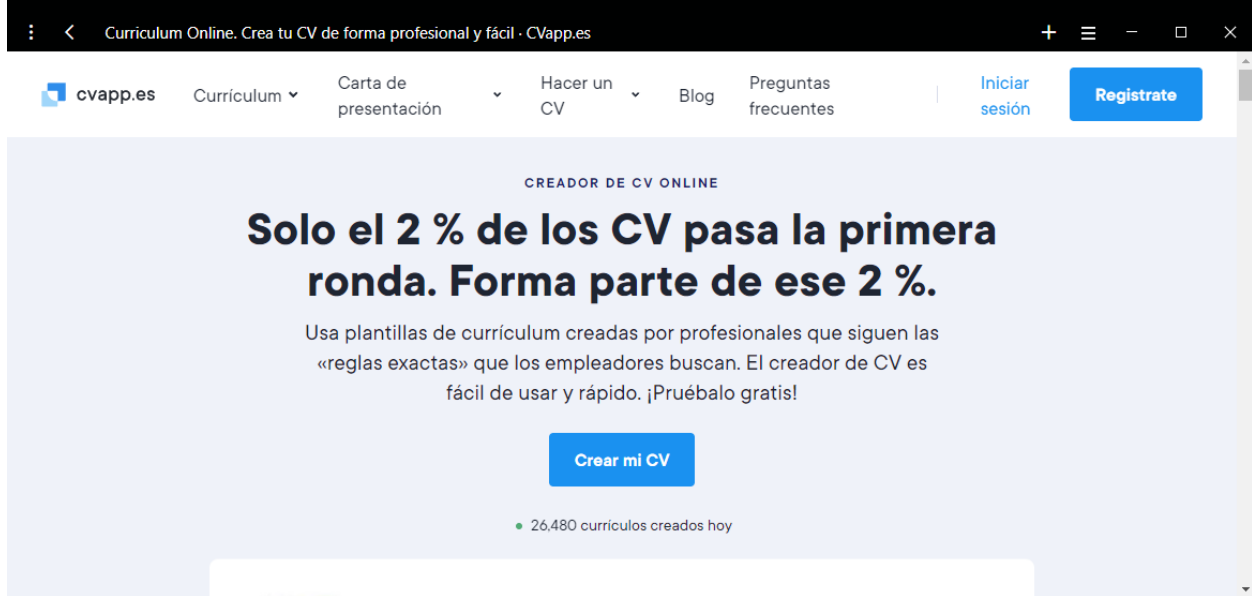 Curriculum Online. Crea tu CV de forma profesional y fácil · CVapp.es
cvapp.es
Currículum
Carta de
presentación
Hacer un
CV
Blog
Preguntas
frecuentes
Iniciar
sesión
Registrate
CREADOR DE CV ONLINE
Solo el 2 % de los CV pasa la primera
ronda. Forma parte de ese 2 %.
Usa plantillas de currículum creadas por profesionales que siguen las
«reglas exactas» que los empleadores buscan. El creador de CV es
fácil de usar y rápido. ¡Pruébalo gratis!
Crear mi CV
26,480 currículos creados hoy